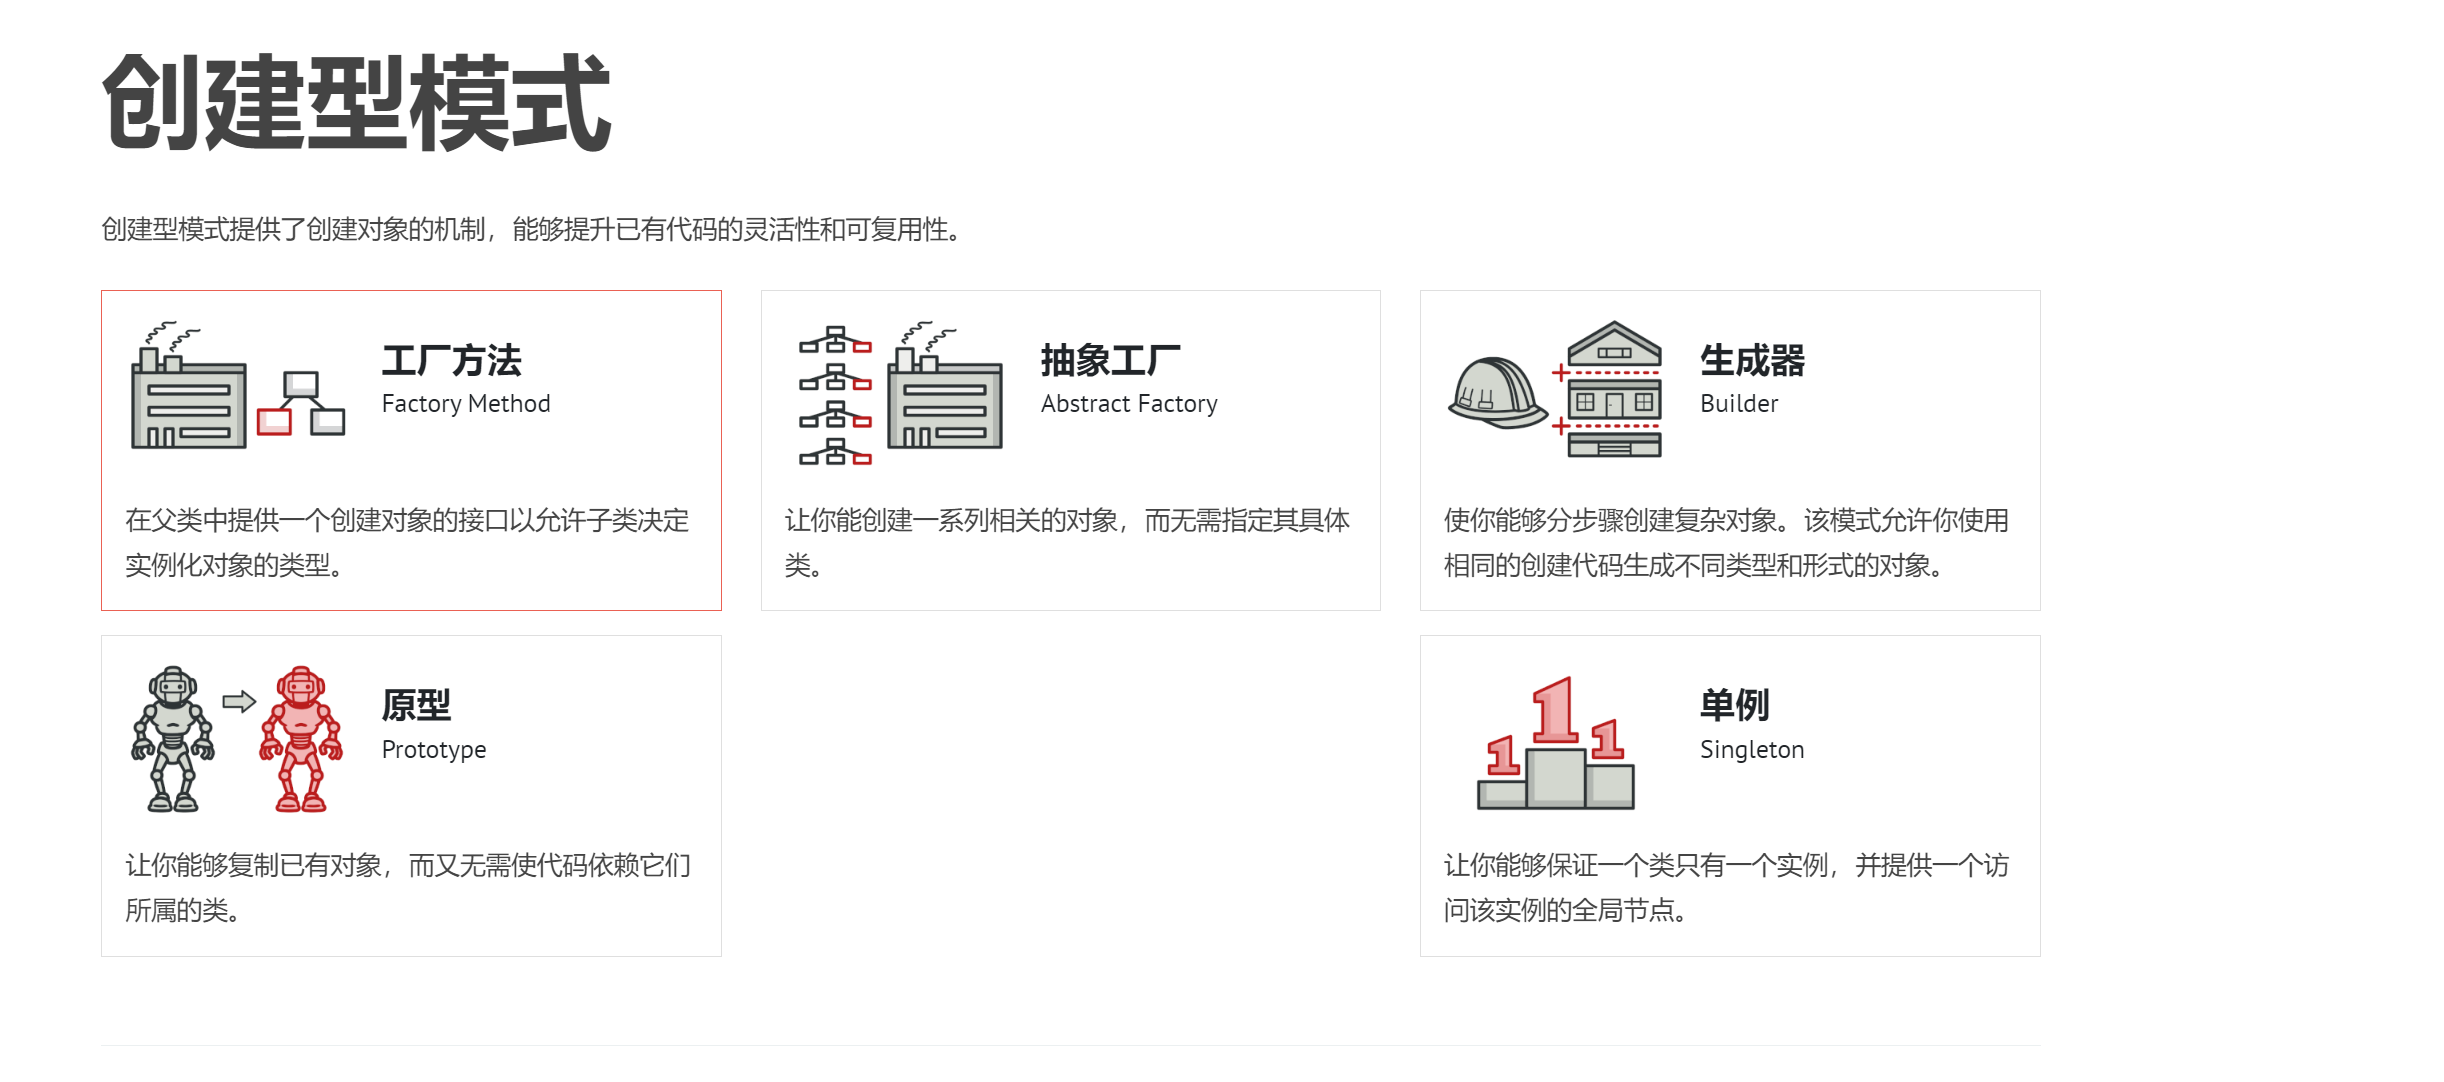 创建型模式
创建型模式提供了创建对象的机制，能够提升已有代码的灵活性和可复用性。
工厂方法
Factory Method
在父类中提供一个创建对象的接口以允许子类决定
实例化对象的类型。
抽象工厂
Abstract Factory
让你能创建一系列相关的对象，而无需指定其具体
类。
生成器
Builder
使你能够分步骤创建复杂对象。该模式允许你使用
相同的创建代码生成不同类型和形式的对象。
原型
Prototype
让你能够复制已有对象，而又无需使代码依赖它们
所属的类。
1 1 1
单例
Singleton
让你能够保证一个类只有一个实例，并提供一个访
问该实例的全局节点。